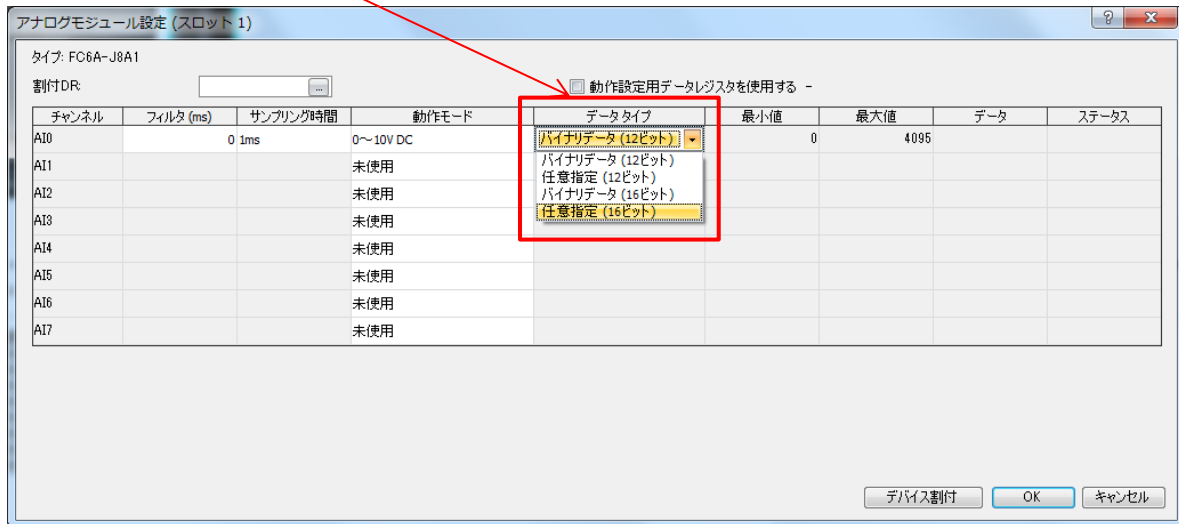 アナログモジュール設定 (スロット 1)
タイプ: FC6A-J8A1
割付DR: ... 動作設定用データレジスタを使用する -
チャンネル フィルタ (ms) サンプリング時間 動作モード データ タイプ 最小値 最大値 データ ステータス
AI0 0 1ms 0～10V DC バイナリデータ (12ビット) 0 4095
バイナリデータ (12ビット)
AI1 未使用
任意指定 (12ビット)
AI2 未使用 バイナリデータ (16ビット)
任意指定 (16ビット)
AI3 未使用
AI4 未使用
AI5 未使用
AI6 未使用
AI7 未使用
デバイス割付 OK キャンセル